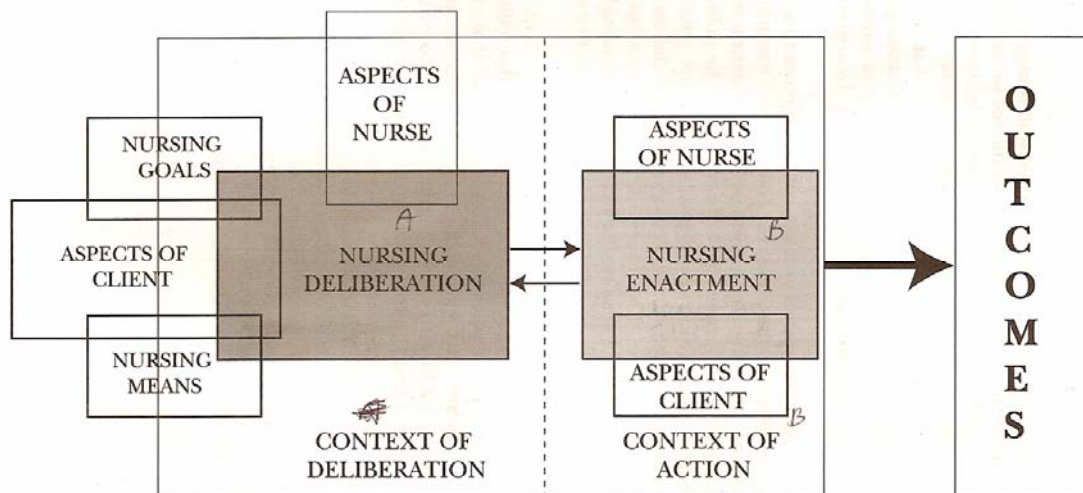 ASPECTS
OF
NURSE
NURSING
GOALS
ASPECTS OF
CLIENT
NURSING
MEANS
A
NURSING
DELIBERATION
CONTEXT OF
DELIBERATION
ASPECTS
OF NURSE
B
NURSING
ENACTMENT
ASPECTS OF
CLIENT
B
CONTEXT OF
ACTION
OUTCOMES